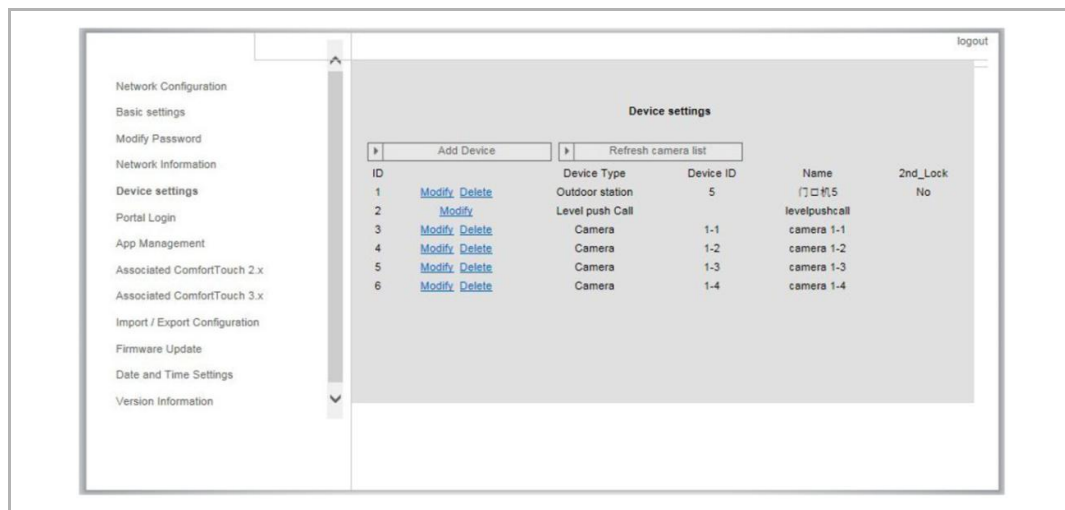 logout
Network Configuration
Basic settings
Modify Password
Network Information
Device settings
Portal Login
App Management
Associated ComfortTouch 2.x
Associated ComfortTouch 3.x
Import / Export Configuration
Firmware Update
Date and Time Settings
Version Information
Device settings
Add Device Refresh camera list
ID Device Type Device ID Name 2nd_Lock
1 Modify Delete Outdoor station 5 门口机5 No
2 Modify Level push Call levelpushcall
3 Modify Delete Camera 1-1 camera 1-1
4 Modify Delete Camera 1-2 camera 1-2
5 Modify Delete Camera 1-3 camera 1-3
6 Modify Delete Camera 1-4 camera 1-4